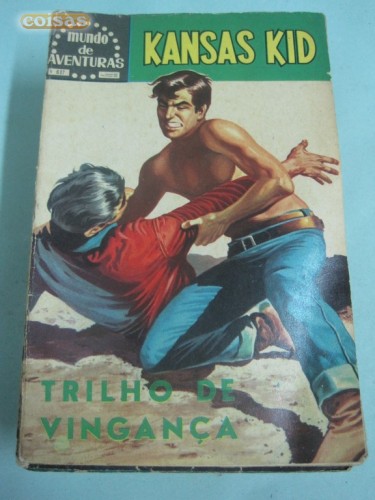 coisas
mundo
de
AVENTURAS
KANSAS KID
TRILHO DE
VINGANÇA